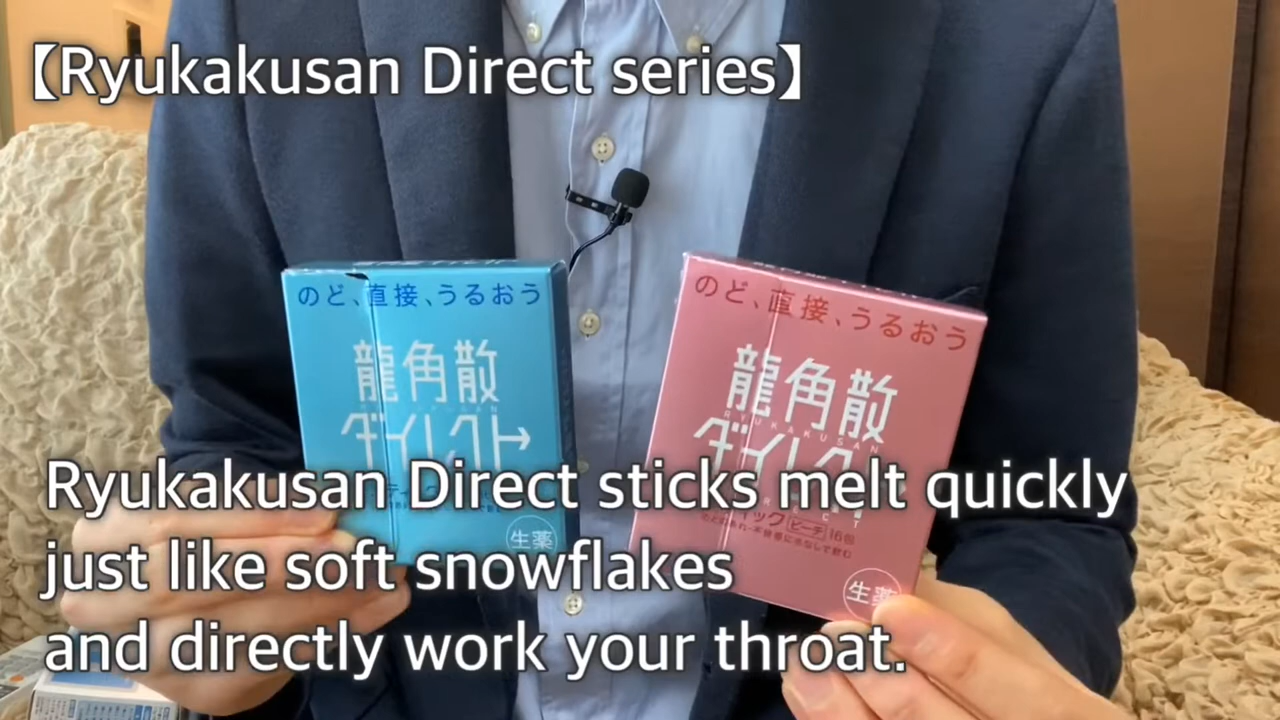 【Ryukakusan Direct series】
のど、直接、うるおう
龍角散
ダイレクト
生薬
のど、直接、うるおう
龍角散
RYUKAKUSAN
ダイレクト
ピーチ 16包
生薬
Ryukakusan Direct sticks melt quickly
just like soft snowflakes
and directly work your throat.